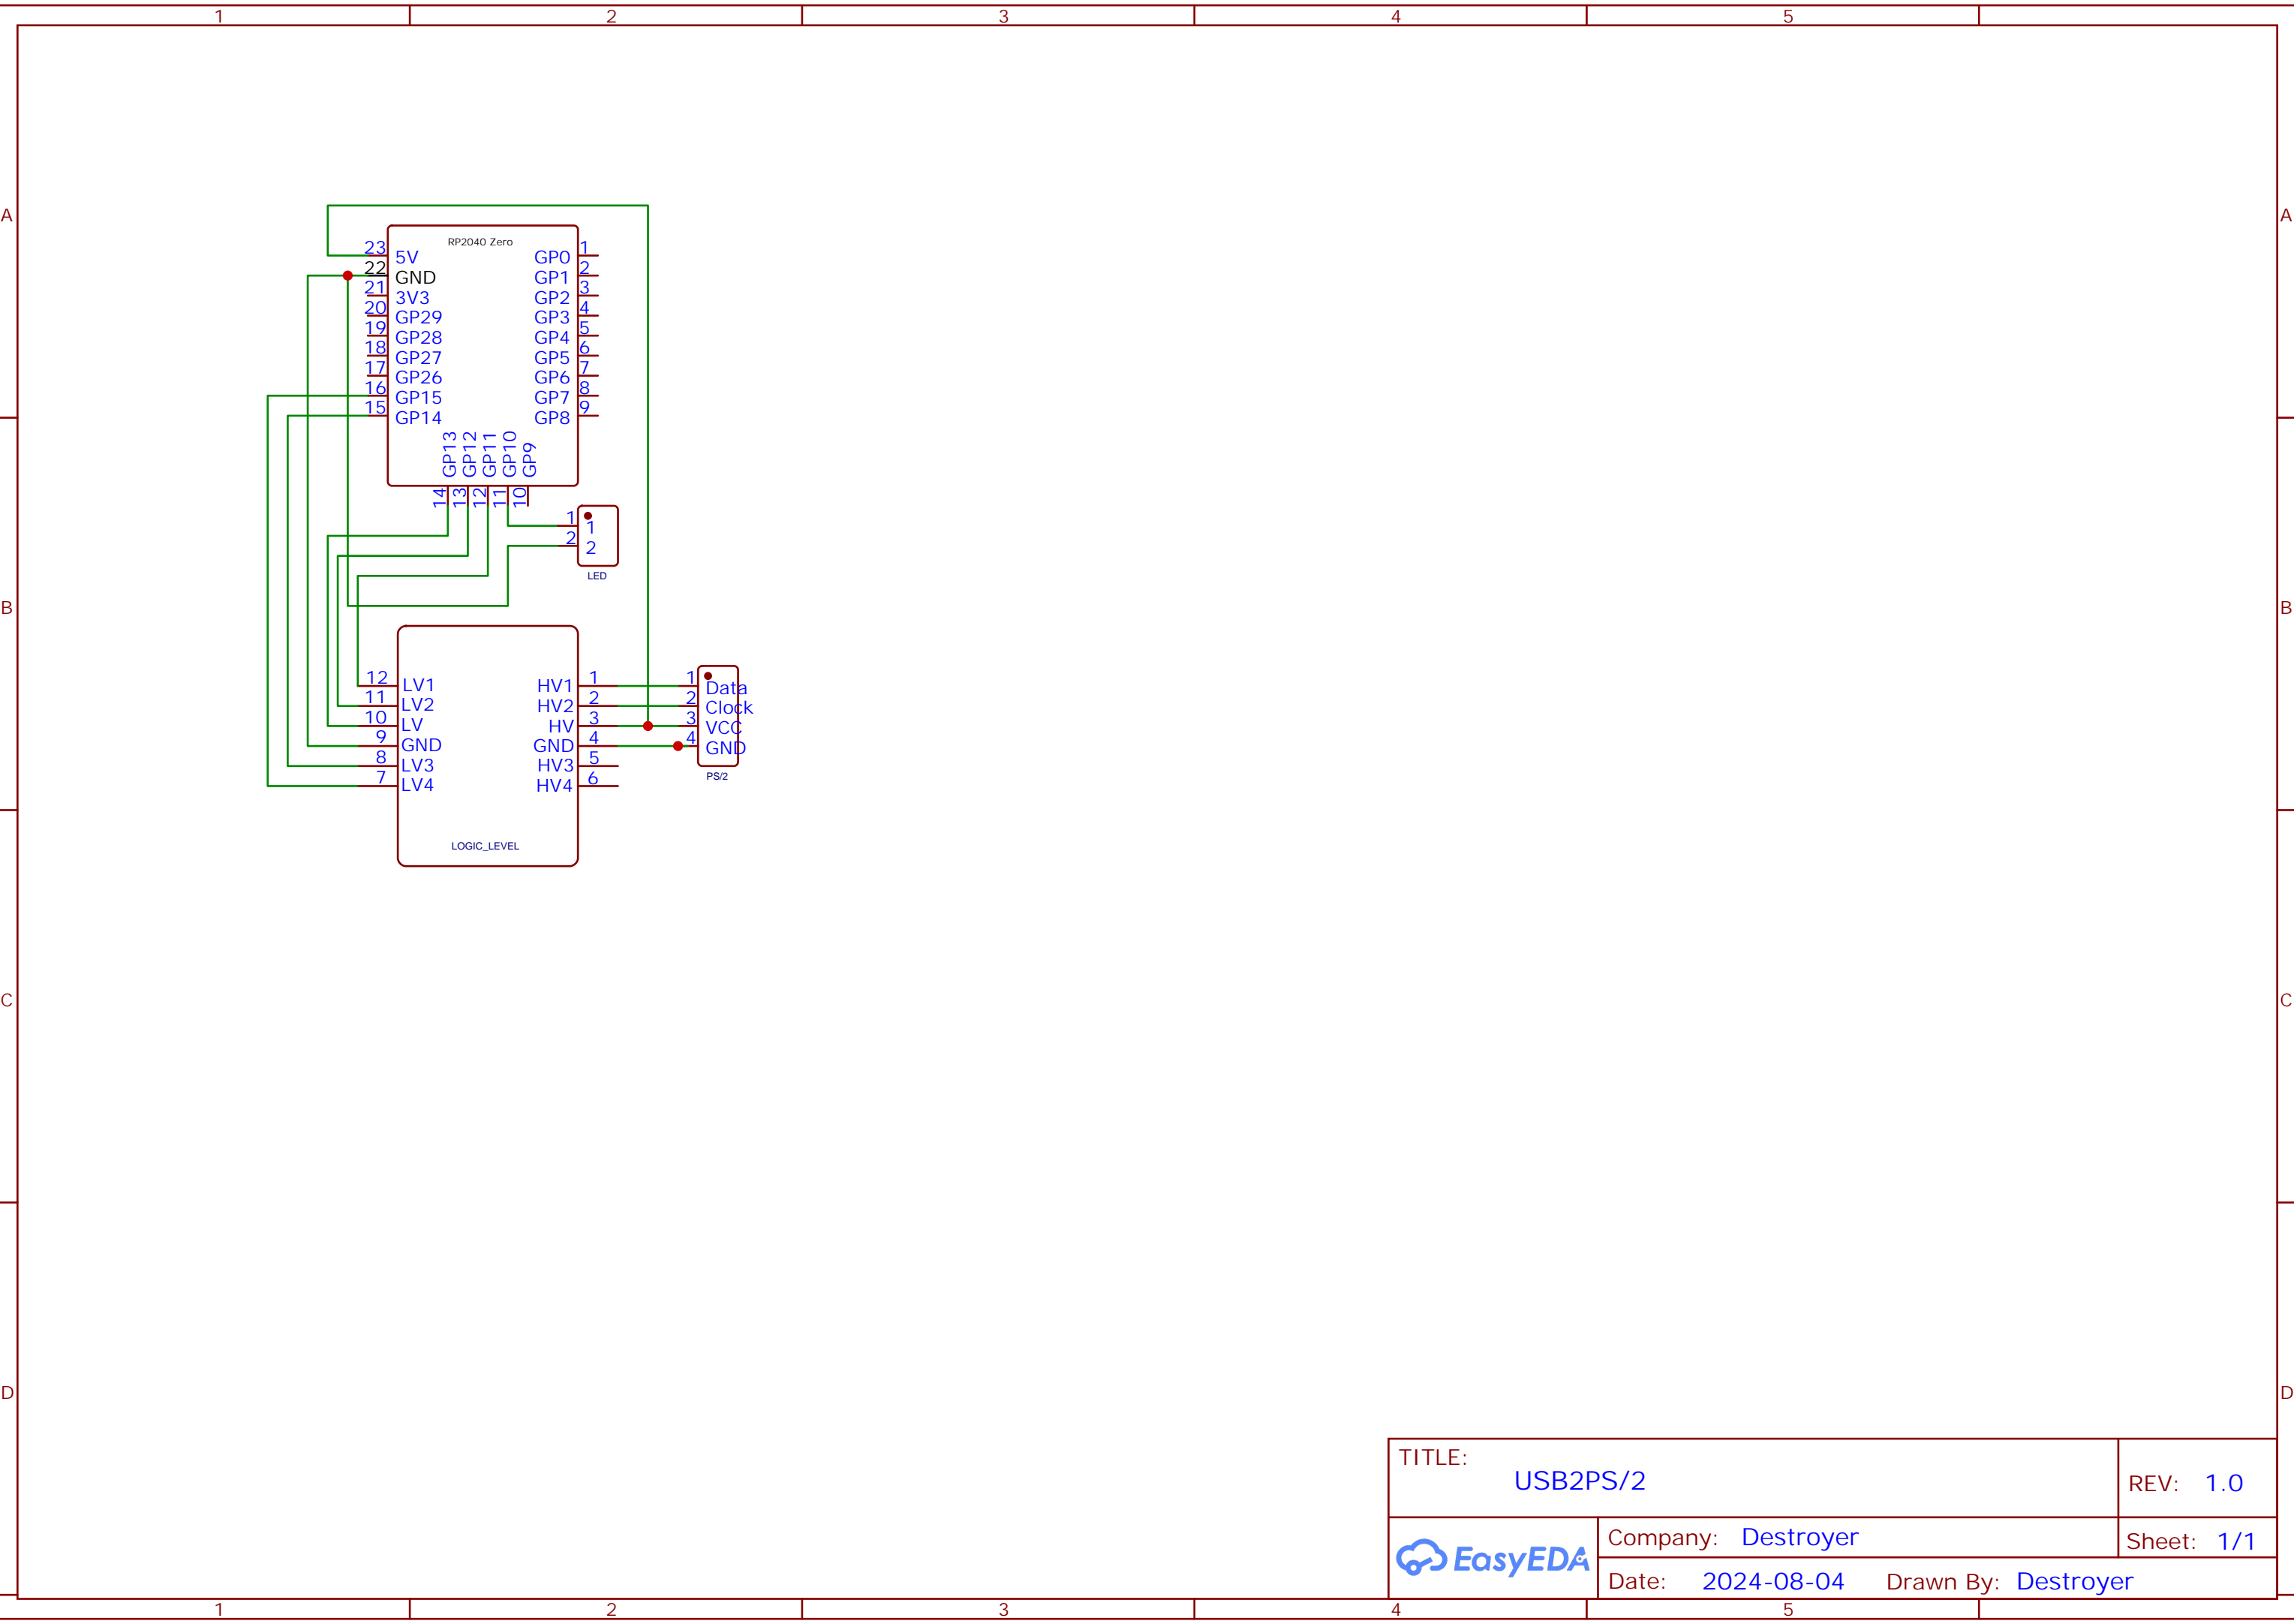 1 2 3 4 5
A A
RP2040 Zero
23 5V GP0 1
22 GND GP1 2
21 3V3 GP2 3
20 GP29 GP3 4
19 GP28 GP4 5
18 GP27 GP5 6
17 GP26 GP6 7
16 GP15 GP7 8
15 GP14 GP8 9
GP13 GP12 GP11 GP10 GP9
14 13 12 11 10
1 1
2 2
LED
B B
12 LV1 HV1 1 1 Data
11 LV2 HV2 2 2 Clock
10 LV HV 3 3 VCC
9 GND GND 4 4 GND
8 LV3 HV3 5
7 LV4 HV4 6
PS/2
LOGIC_LEVEL
C C
D D
TITLE:
USB2PS/2
REV: 1.0
EasyEDA
Company: Destroyer
Sheet: 1/1
Date: 2024-08-04 Drawn By: Destroyer
1 2 3 4 5